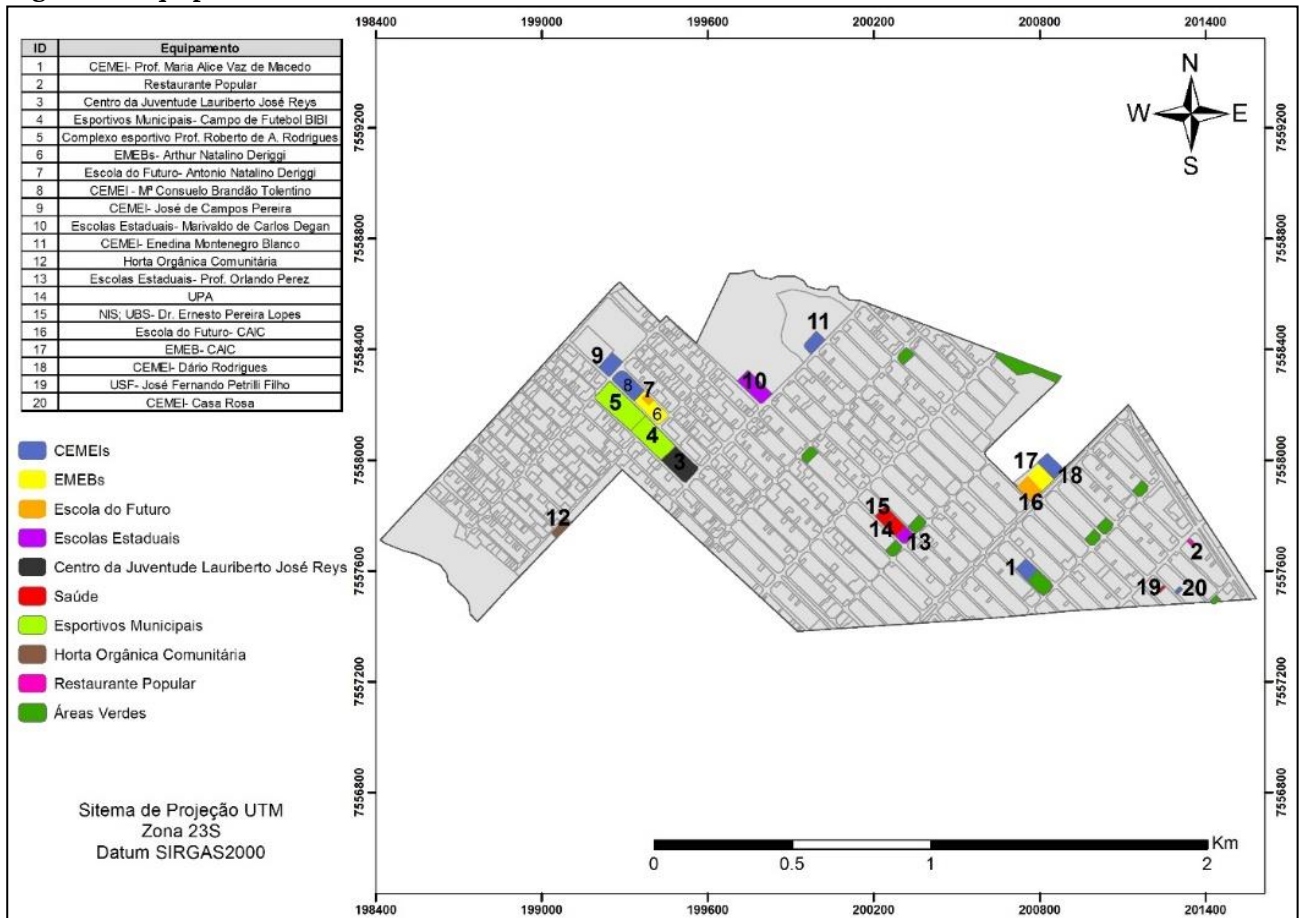 198400 199000 199600 200200 200800 201400
ID Equipamento
1 CEMEI- Prof. Maria Alice Vaz de Macedo
2 Restaurante Popular
3 Centro da Juventude Lauriberto José Reys
4 Esportivos Municipais- Campo de Futebol BIBI
5 Complexo esportivo Prof. Roberto de A. Rodrigues
6 EMEBs- Arthur Natalino Deriggi
7 Escola do Futuro- Antonio Natalino Deriggi
8 CEMEI - Mª Consuelo Brandão Tolentino
9 CEMEI- José de Campos Pereira
10 Escolas Estaduais- Marivaldo de Carlos Degan
11 CEMEI- Enedina Montenegro Blanco
12 Horta Orgânica Comunitária
13 Escolas Estaduais- Prof. Orlando Perez
14 UPA
15 NIS; UBS- Dr. Ernesto Pereira Lopes
16 Escola do Futuro- CAIC
17 EMEB- CAIC
18 CEMEI- Dário Rodrigues
19 USF- José Fernando Petrilli Filho
20 CEMEI- Casa Rosa
CEMEIs
EMEBs
Escola do Futuro
Escolas Estaduais
Centro da Juventude Lauriberto José Reys
Saúde
Esportivos Municipais
Horta Orgânica Comunitária
Restaurante Popular
Áreas Verdes
Sitema de Projeção UTM
Zona 23S
Datum SIRGAS2000
7559200
7558800
7558400
7558000
7557600
7557200
7556800
N
W E
S
11
9
10
8
7
5
6
4
3
17
18
16
15
12
14
13
2
1
19
20
7559200
7558800
7558400
7558000
7557600
7557200
7556800
Km
0 0.5 1 2
198400 199000 199600 200200 200800 201400